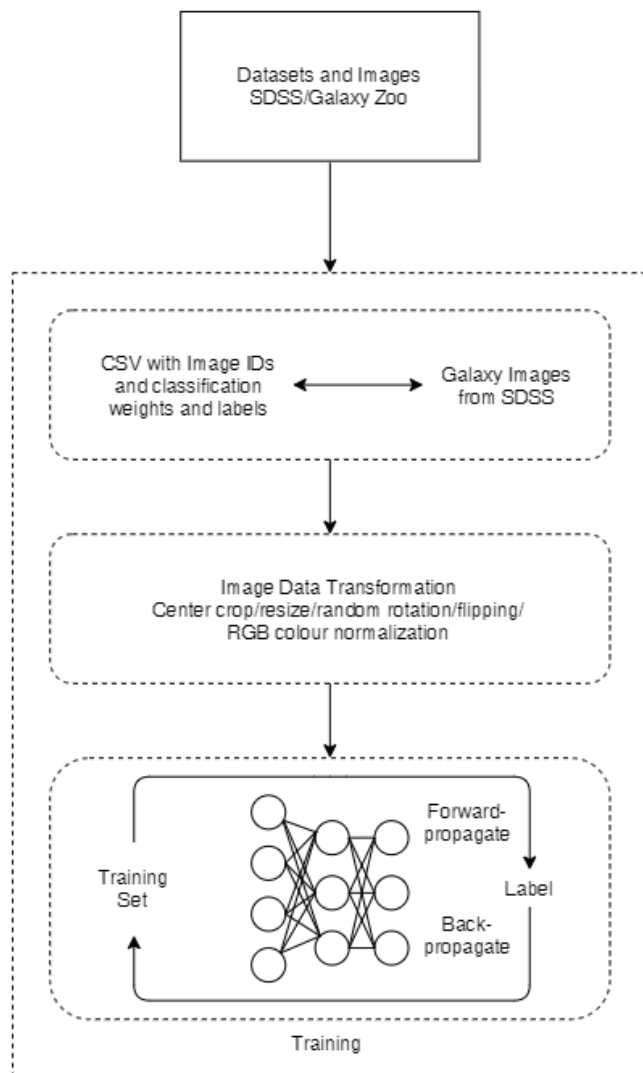 Datasets and Images
SDSS/Galaxy Zoo
CSV with Image IDs
and classification
weights and labels
Galaxy Images
from SDSS
Image Data Transformation
Center crop/resize/random rotation/flipping/
RGB colour normalization
Forward-
propagate
Training
Set
Label
Back-
propagate
Training